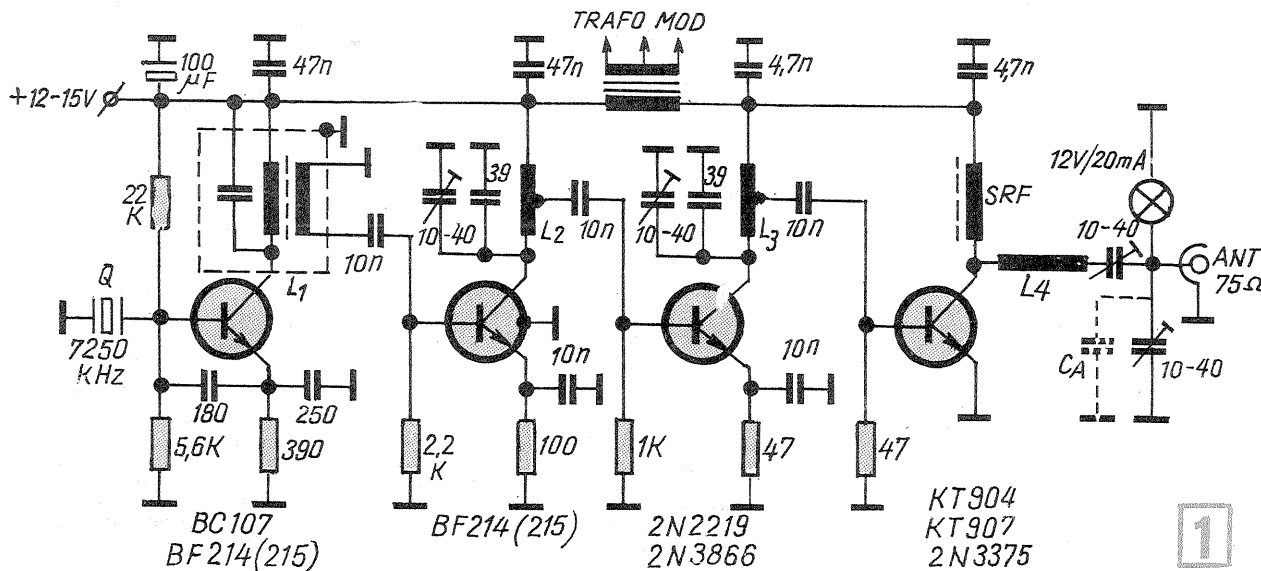 TRAFO MOD
100
µF
47n
47n
4,7n
4,7n
+12-15V
22
K
39
39
12V/20mA
SRF
10-40
10-40
10-40
L2
L3
10n
10n
10n
L1
L4
ANT
75Ω
Q
7250
KHz
10n
10n
CA
10-40
180
250
5,6K
390
2,2
K
100
1K
47
47
BC107
BF214(215)
BF214(215)
2N2219
2N3866
KT904
KT907
2N3375
1